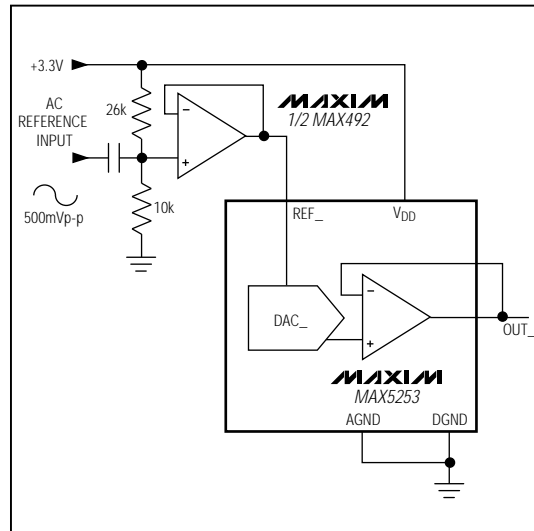 +3.3V
AC
REFERENCE
INPUT
26k
−
+
MAXIM
1/2 MAX492
10k
500mVp-p
REF_
VDD
DAC_
−
+
OUT_
MAXIM
MAX5253
AGND
DGND